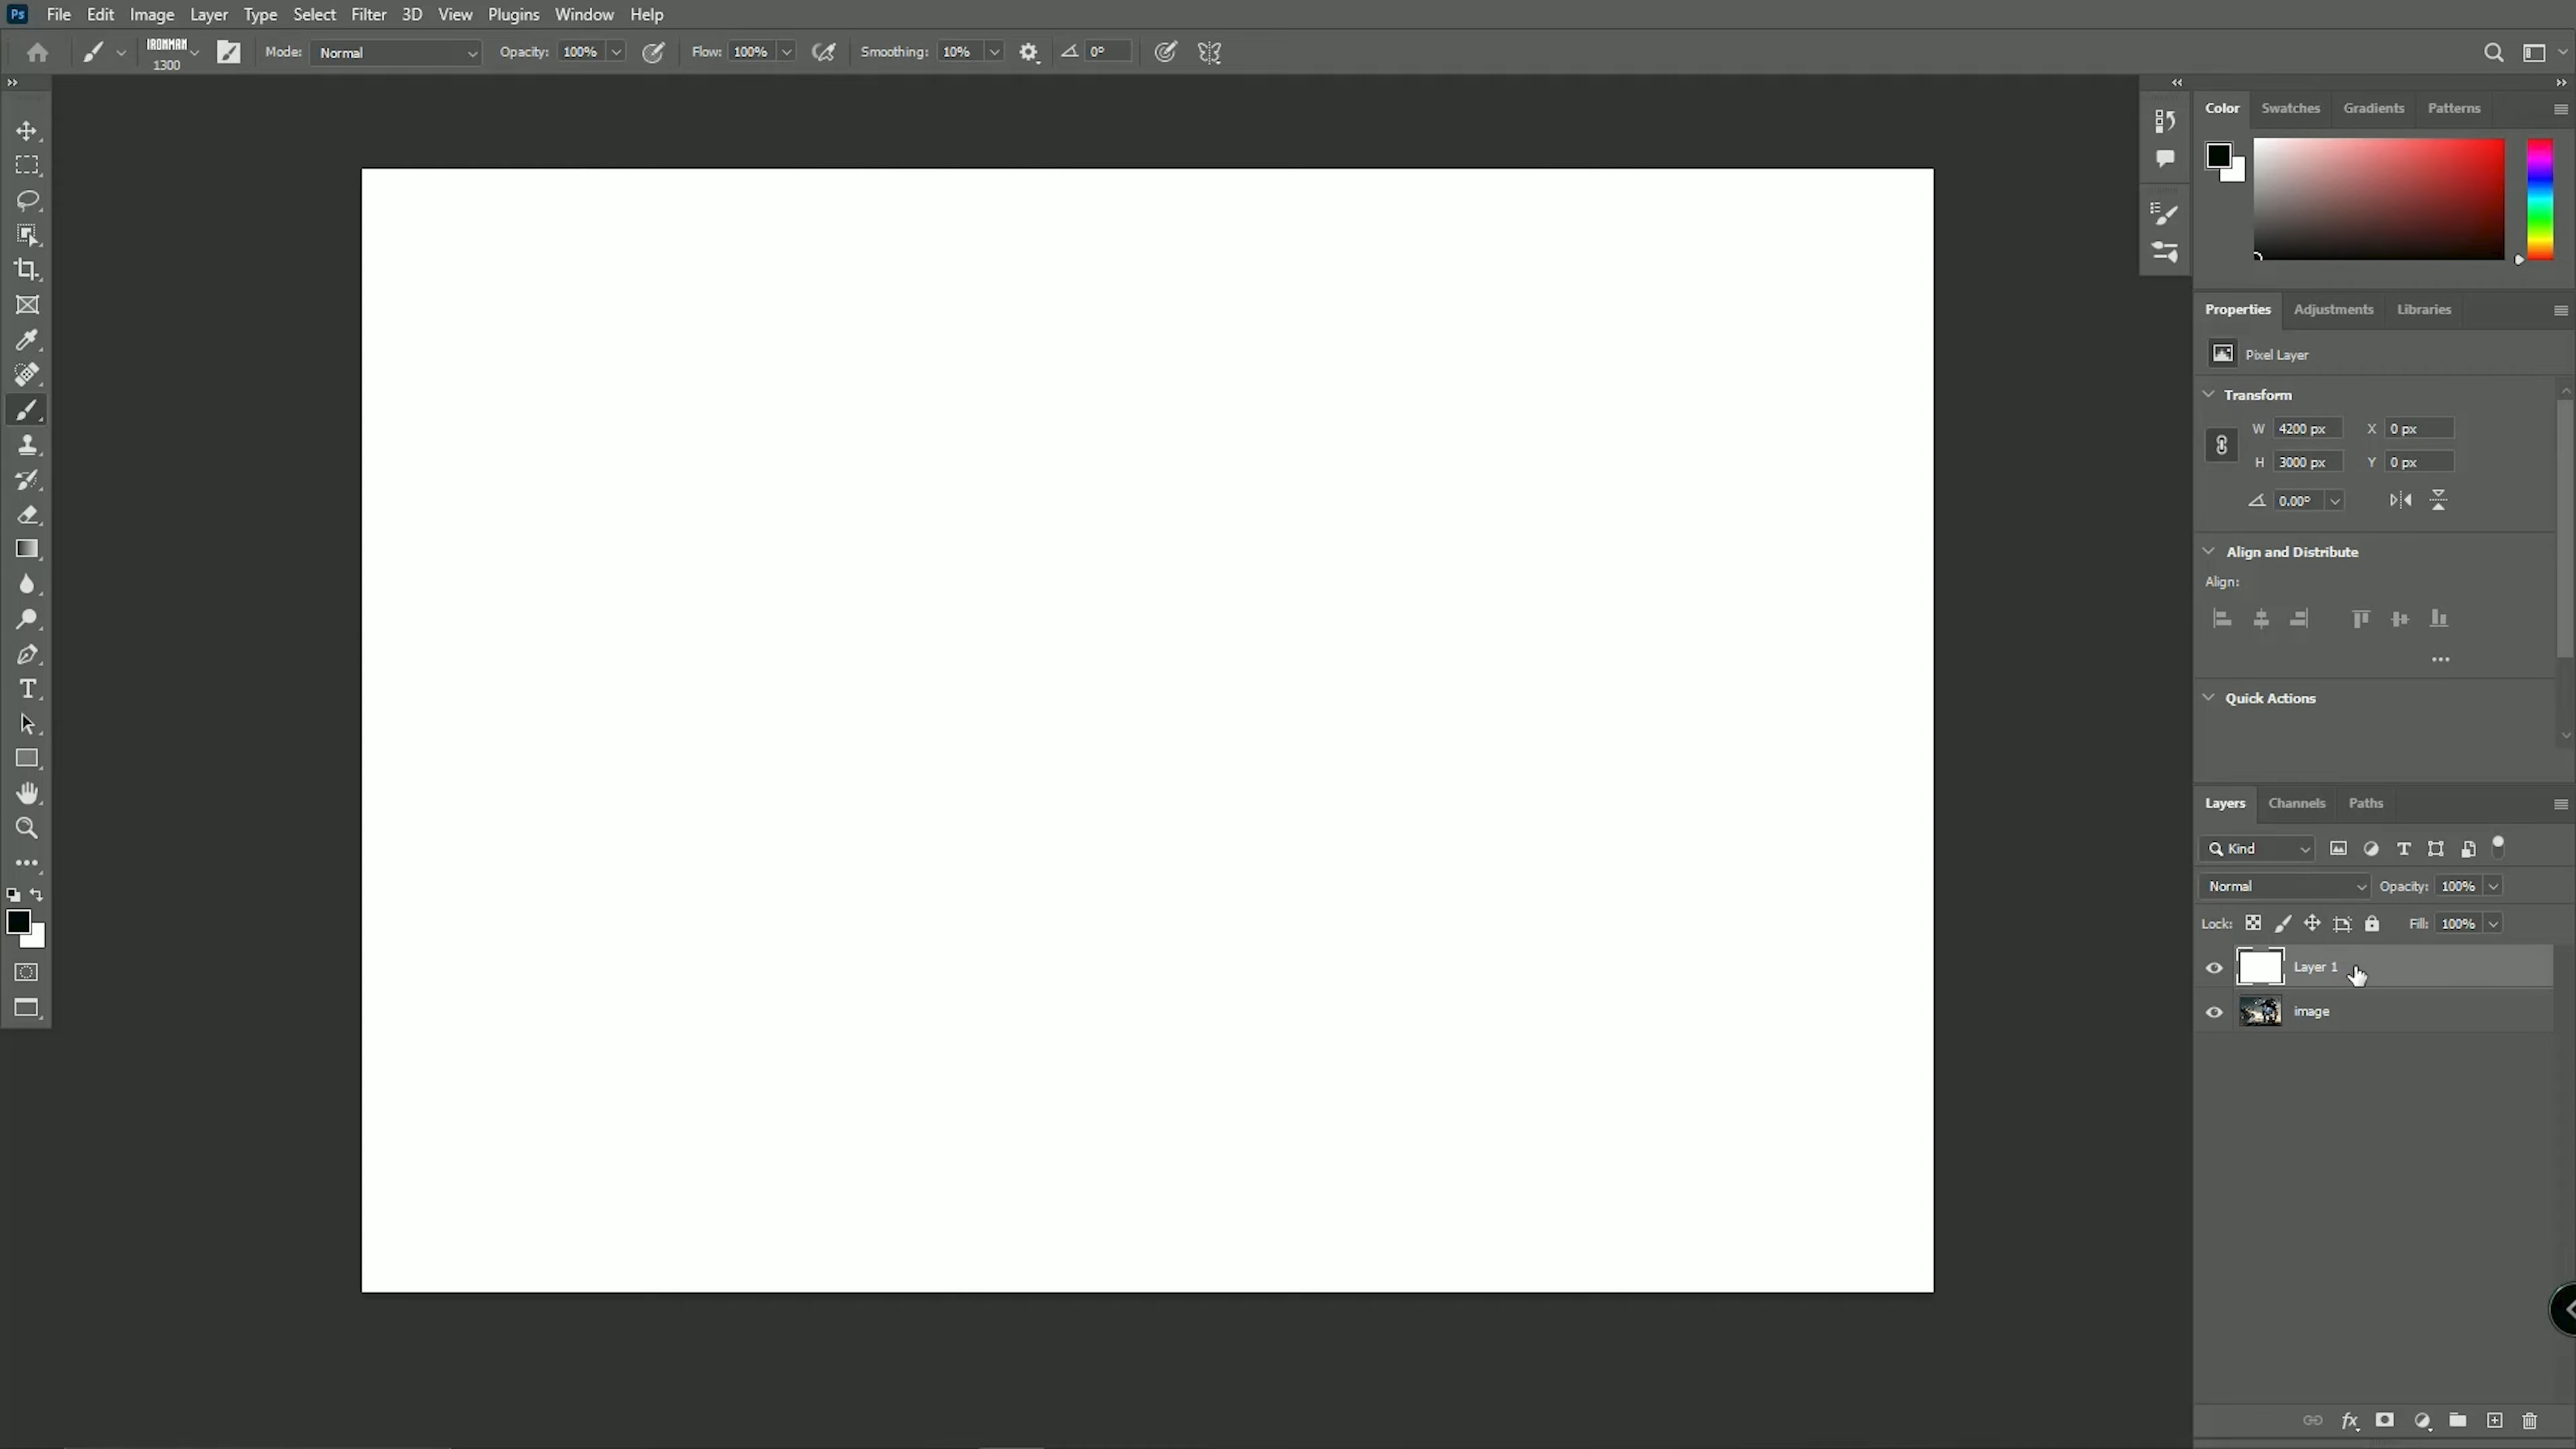 Ps File Edit Image Layer Type Select Filter 3D View Plugins Window Help
IRONMAN
1300
Mode: Normal Opacity: 100% Flow: 100% Smoothing: 10% 0°
Color Swatches Gradients Patterns
Properties Adjustments Libraries
Pixel Layer
Transform
W 4200 px X 0 px
H 3000 px Y 0 px
0.00°
Align and Distribute
Align:
Quick Actions
Layers Channels Paths
Kind
Normal Opacity: 100%
Lock: Fill: 100%
Layer 1
image